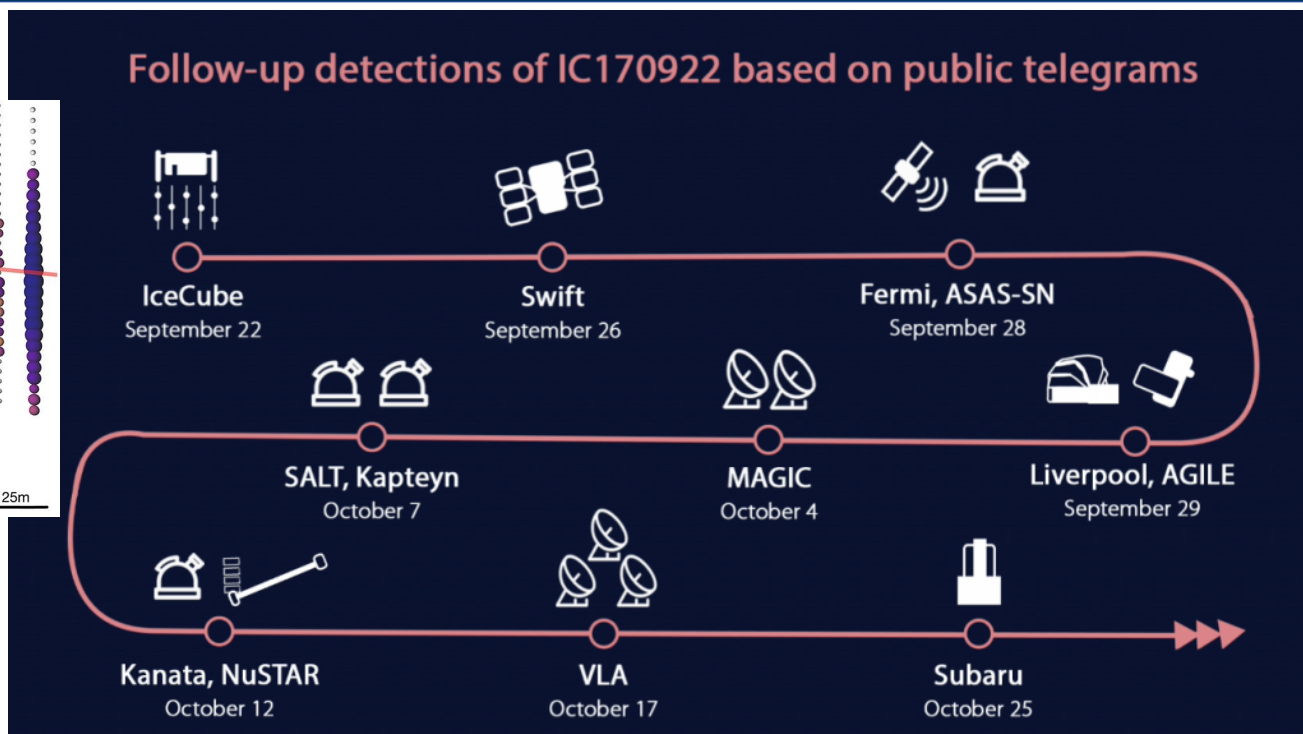 Follow-up detections of IC170922 based on public telegrams
IceCube
September 22
Swift
September 26
Fermi, ASAS-SN
September 28
Liverpool, AGILE
September 29
MAGIC
October 4
SALT, Kapteyn
October 7
25m
Kanata, NuSTAR
October 12
VLA
October 17
Subaru
October 25